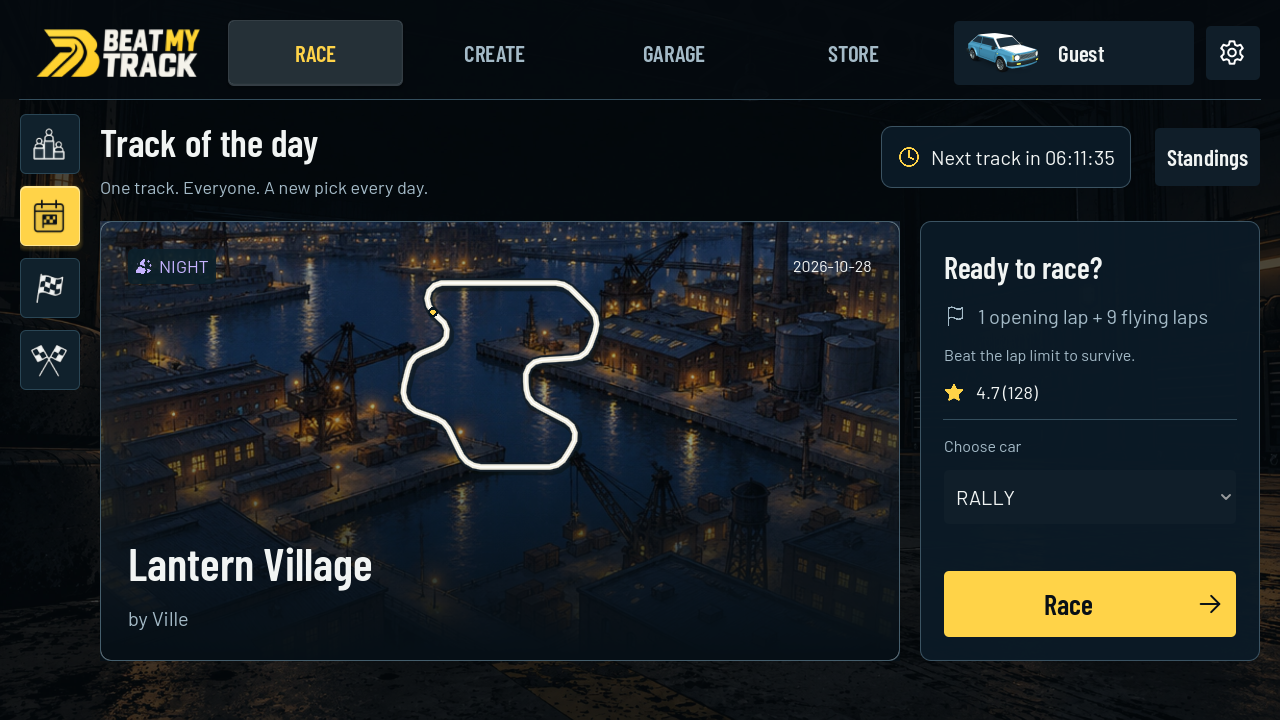 BEATMY
TRACK
RACE
CREATE
GARAGE
STORE
Guest
Track of the day
One track. Everyone. A new pick every day.
Next track in 06:11:35
Standings
NIGHT
2026-10-28
Lantern Village
by Ville
Ready to race?
1 opening lap + 9 flying laps
Beat the lap limit to survive.
4.7 (128)
Choose car
RALLY
Race